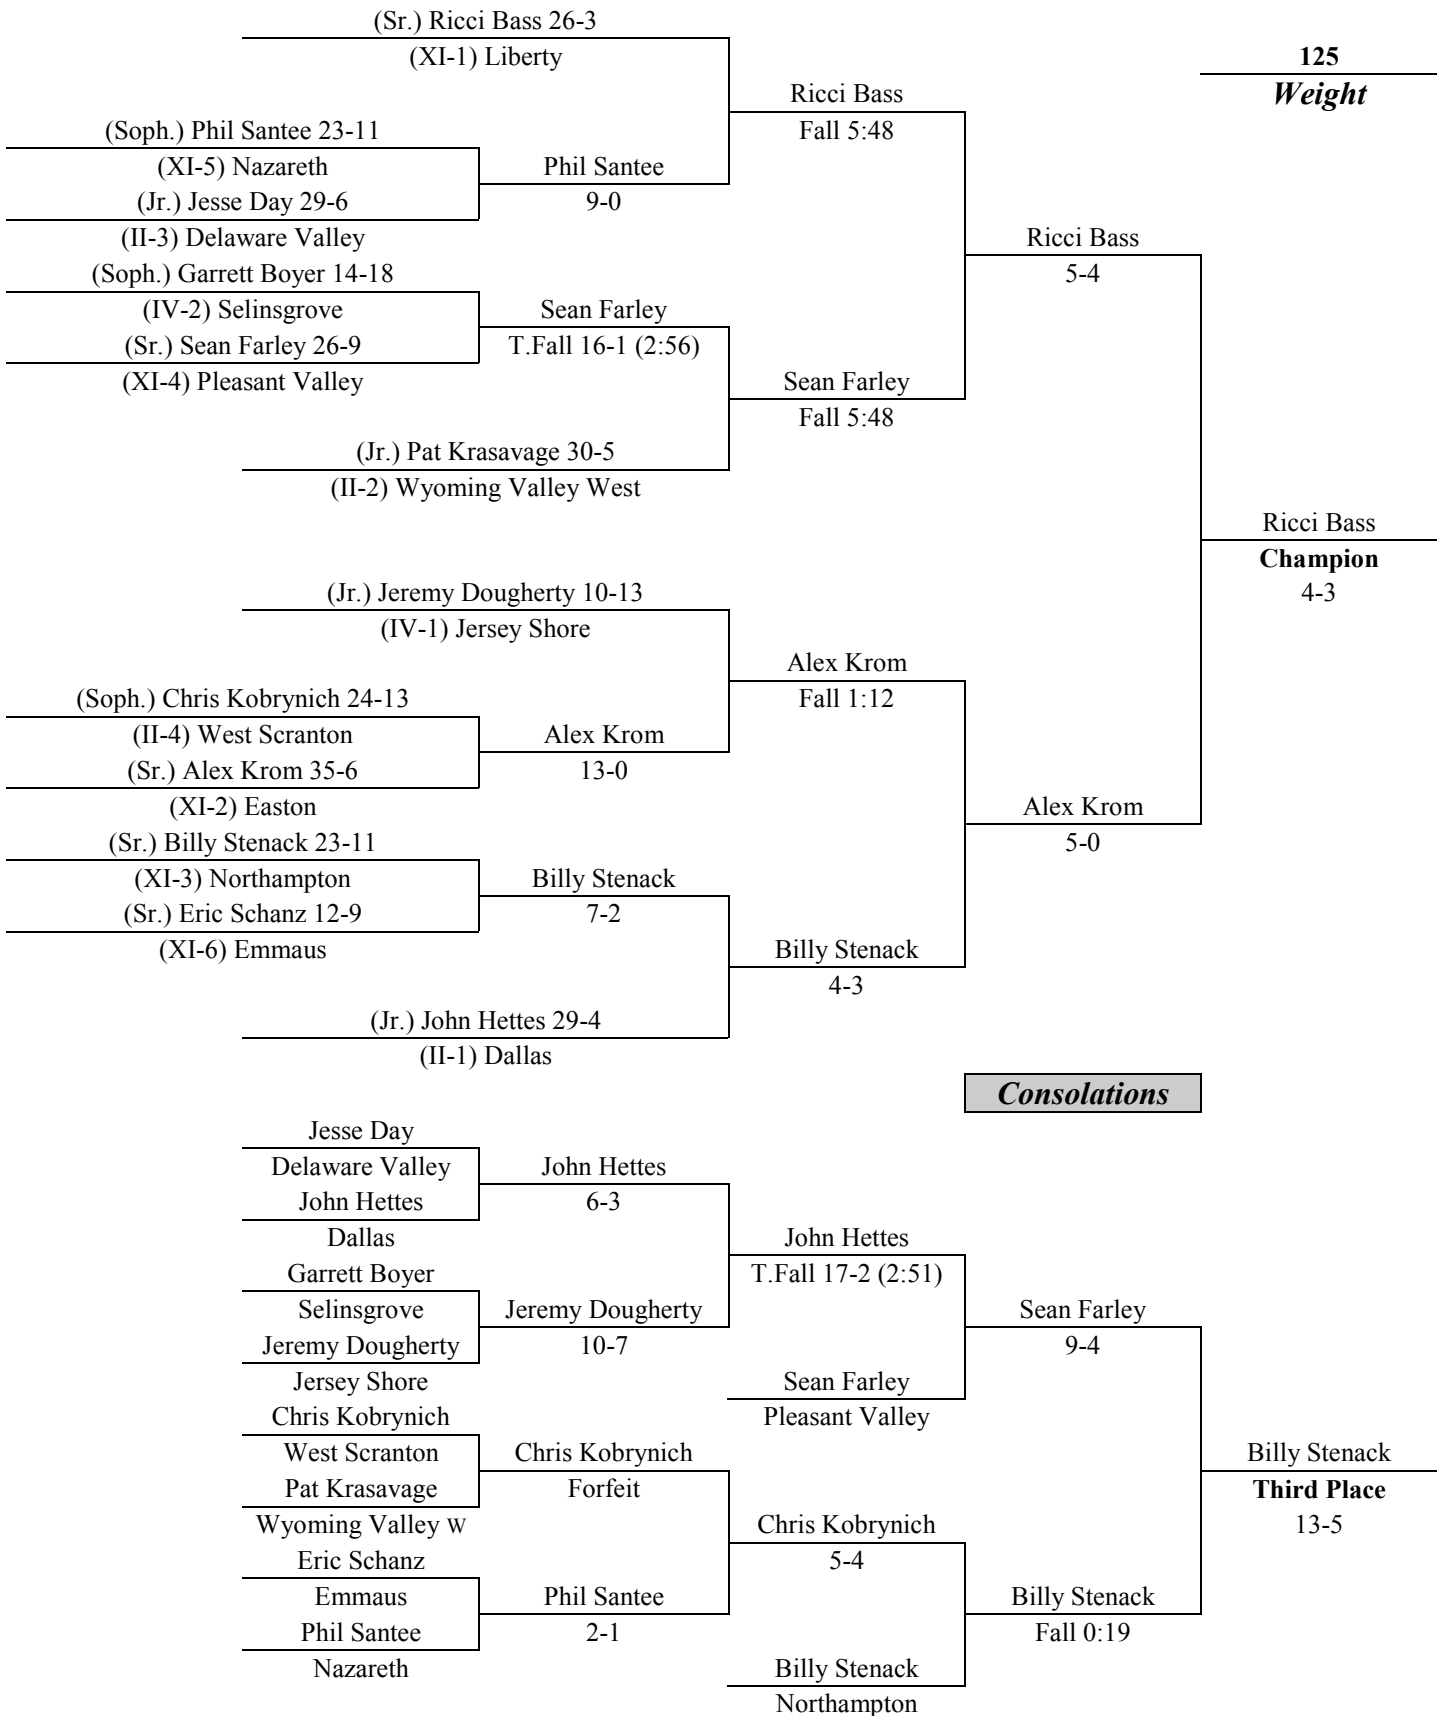 (Sr.) Ricci Bass 26-3
(XI-1) Liberty
125
Weight
Ricci Bass
Fall 5:48
(Soph.) Phil Santee 23-11
(XI-5) Nazareth
Phil Santee
(Jr.) Jesse Day 29-6
9-0
(II-3) Delaware Valley
Ricci Bass
(Soph.) Garrett Boyer 14-18
5-4
(IV-2) Selinsgrove
Sean Farley
(Sr.) Sean Farley 26-9
T.Fall 16-1 (2:56)
(XI-4) Pleasant Valley
Sean Farley
Fall 5:48
(Jr.) Pat Krasavage 30-5
(II-2) Wyoming Valley West
Ricci Bass
Champion
4-3
(Jr.) Jeremy Dougherty 10-13
(IV-1) Jersey Shore
Alex Krom
Fall 1:12
(Soph.) Chris Kobrynich 24-13
(II-4) West Scranton
Alex Krom
(Sr.) Alex Krom 35-6
13-0
(XI-2) Easton
Alex Krom
(Sr.) Billy Stenack 23-11
5-0
(XI-3) Northampton
Billy Stenack
(Sr.) Eric Schanz 12-9
7-2
(XI-6) Emmaus
Billy Stenack
4-3
(Jr.) John Hettes 29-4
(II-1) Dallas
Consolations
Jesse Day
Delaware Valley
John Hettes
John Hettes
6-3
Dallas
John Hettes
Garrett Boyer
T.Fall 17-2 (2:51)
Selinsgrove
Jeremy Dougherty
Sean Farley
Jeremy Dougherty
10-7
9-4
Jersey Shore
Sean Farley
Chris Kobrynich
Pleasant Valley
West Scranton
Chris Kobrynich
Billy Stenack
Pat Krasavage
Forfeit
Third Place
Wyoming Valley W
Chris Kobrynich
13-5
Eric Schanz
5-4
Emmaus
Phil Santee
Billy Stenack
Phil Santee
2-1
Fall 0:19
Nazareth
Billy Stenack
Northampton